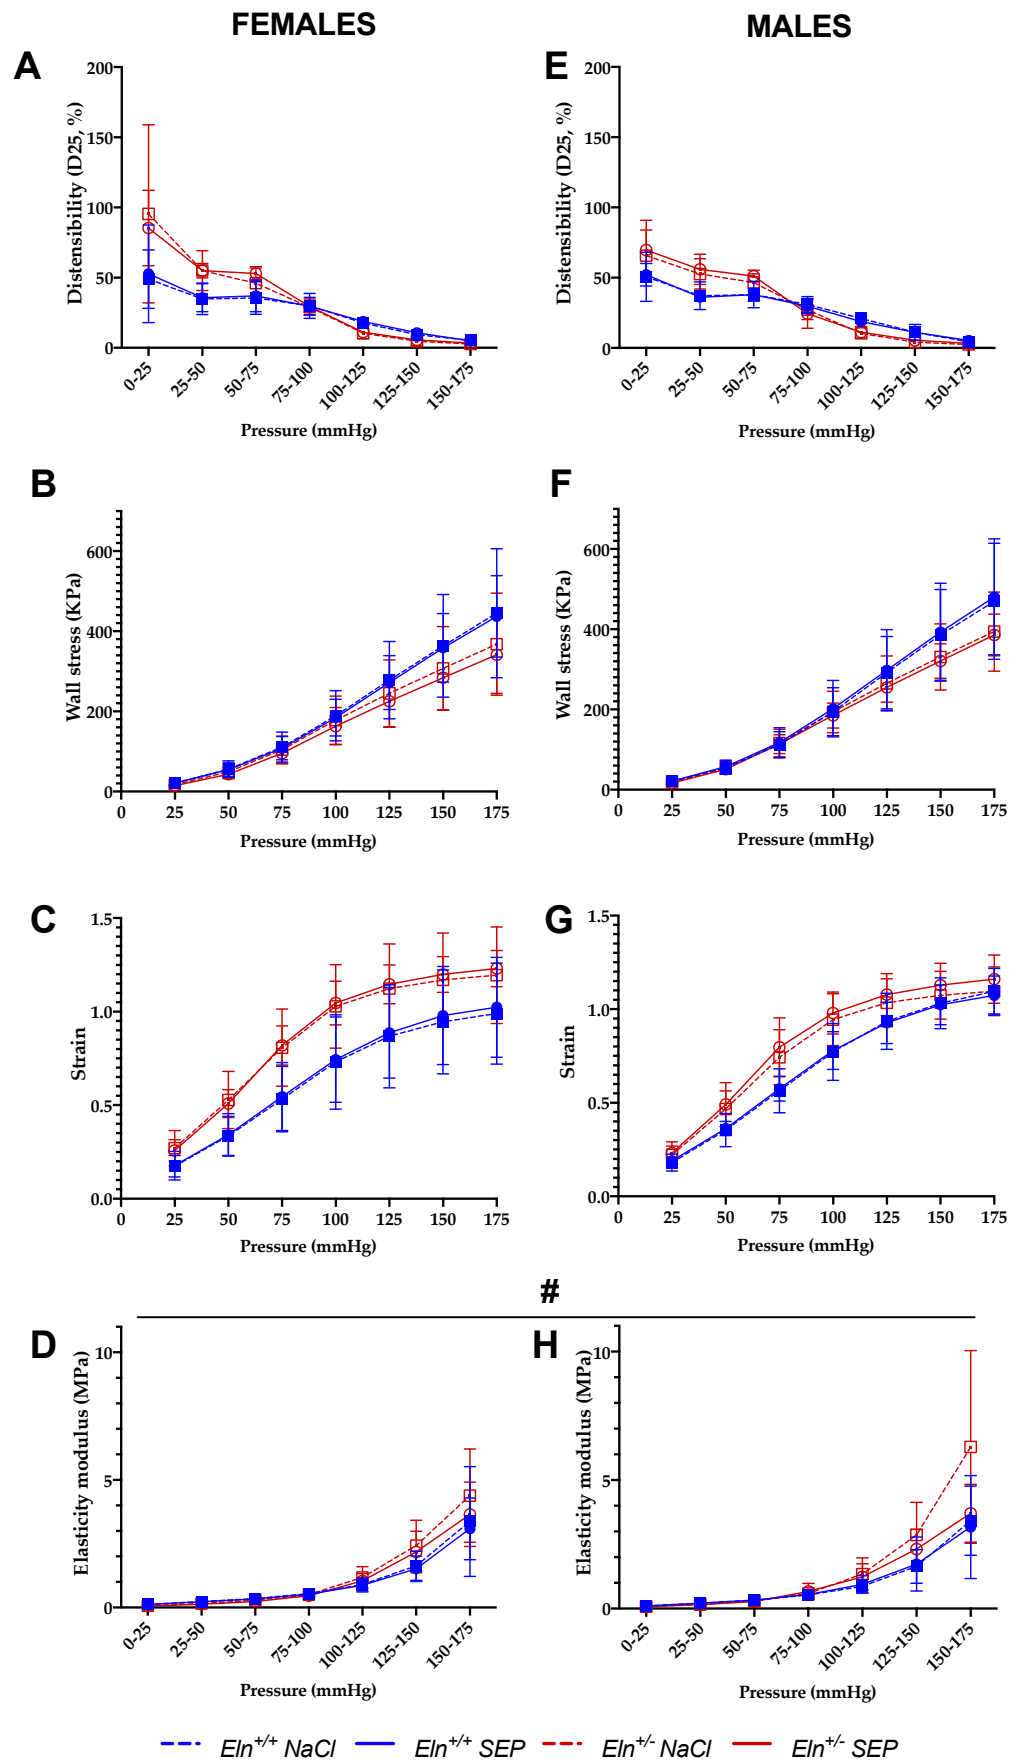 FEMALES
MALES
A
Distensibility (D25, %)
200
150
100
50
0
0-25
25-50
50-75
75-100
100-125
125-150
150-175
Pressure (mmHg)
E
Distensibility (D25, %)
200
150
100
50
0
0-25
25-50
50-75
75-100
100-125
125-150
150-175
Pressure (mmHg)
B
Wall stress (KPa)
600
400
200
0
0 25 50 75 100 125 150 175
Pressure (mmHg)
F
Wall stress (KPa)
600
400
200
0
0 25 50 75 100 125 150 175
Pressure (mmHg)
C
Strain
1.5
1.0
0.5
0.0
0 25 50 75 100 125 150 175
Pressure (mmHg)
G
Strain
1.5
1.0
0.5
0.0
0 25 50 75 100 125 150 175
Pressure (mmHg)
#
D
Elasticity modulus (MPa)
10
5
0
0-25
25-50
50-75
75-100
100-125
125-150
150-175
Pressure (mmHg)
H
Elasticity modulus (MPa)
10
5
0
0-25
25-50
50-75
75-100
100-125
125-150
150-175
Pressure (mmHg)
Eln+/+ NaCl Eln+/+ SEP Eln+/- NaCl Eln+/- SEP